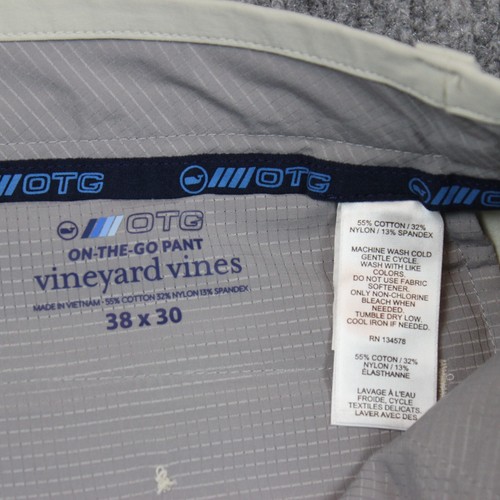 OTG
OTG
OTG
ON-THE-GO PANT
vineyard vines
MADE IN VIETNAM - 55% COTTON 32% NYLON 13% SPANDEX
38 x 30
55% COTTON / 32%
NYLON / 13% SPANDEX
MACHINE WASH COLD
GENTLE CYCLE.
WASH WITH LIKE
COLORS.
DO NOT USE FABRIC
SOFTENER.
ONLY NON-CHLORINE
BLEACH WHEN
NEEDED.
TUMBLE DRY LOW.
COOL IRON IF NEEDED.
RN 134578
55% COTON / 32%
NYLON / 13%
ÉLASTHANNE
LAVAGE À L'EAU
FROIDE, CYCLE
TEXTILES DELICATS.
LAVER AVEC DES